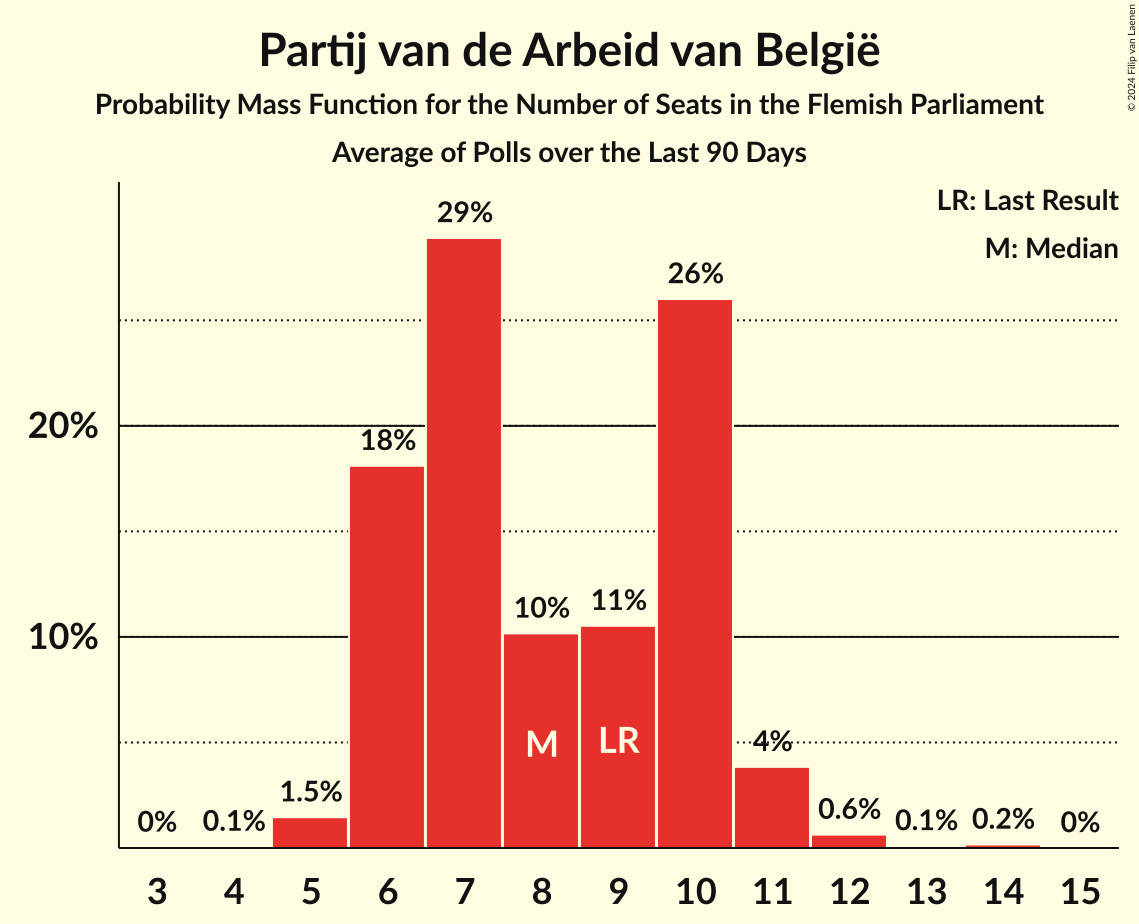 Partij van de Arbeid van België
Probability Mass Function for the Number of Seats in the Flemish Parliament
Average of Polls over the Last 90 Days
© 2024 Filip van Laenen
LR: Last Result
M: Median
29%
26%
20%
18%
10%
11%
10%
M
LR
4%
1.5%
0%
0.1%
0.6%
0.1%
0.2%
0%
3 4 5 6 7 8 9 10 11 12 13 14 15